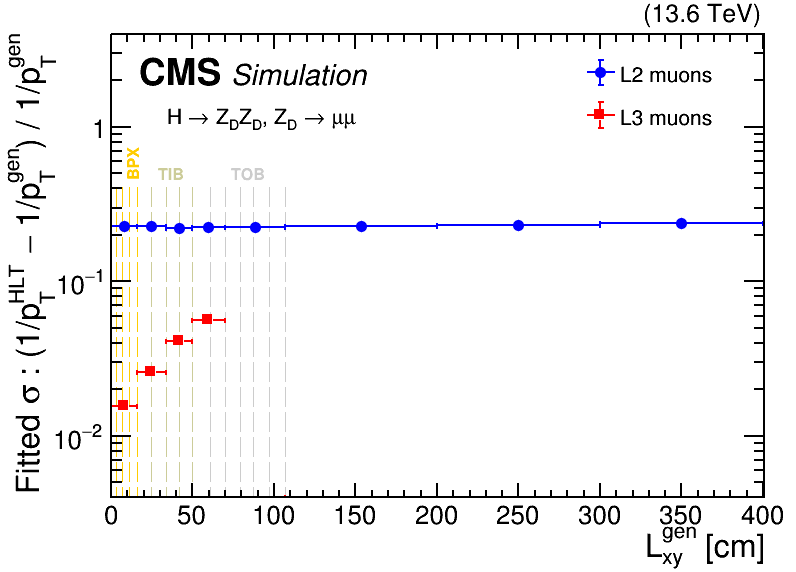 (13.6 TeV)
CMS Simulation
H → Z_D Z_D, Z_D → μμ
L2 muons
L3 muons
BPX
TIB
TOB
Fitted σ : (1/p_T^HLT − 1/p_T^gen) / 1/p_T^gen
1
10^−1
10^−2
0 50 100 150 200 250 300 350 400
L_xy^gen [cm]